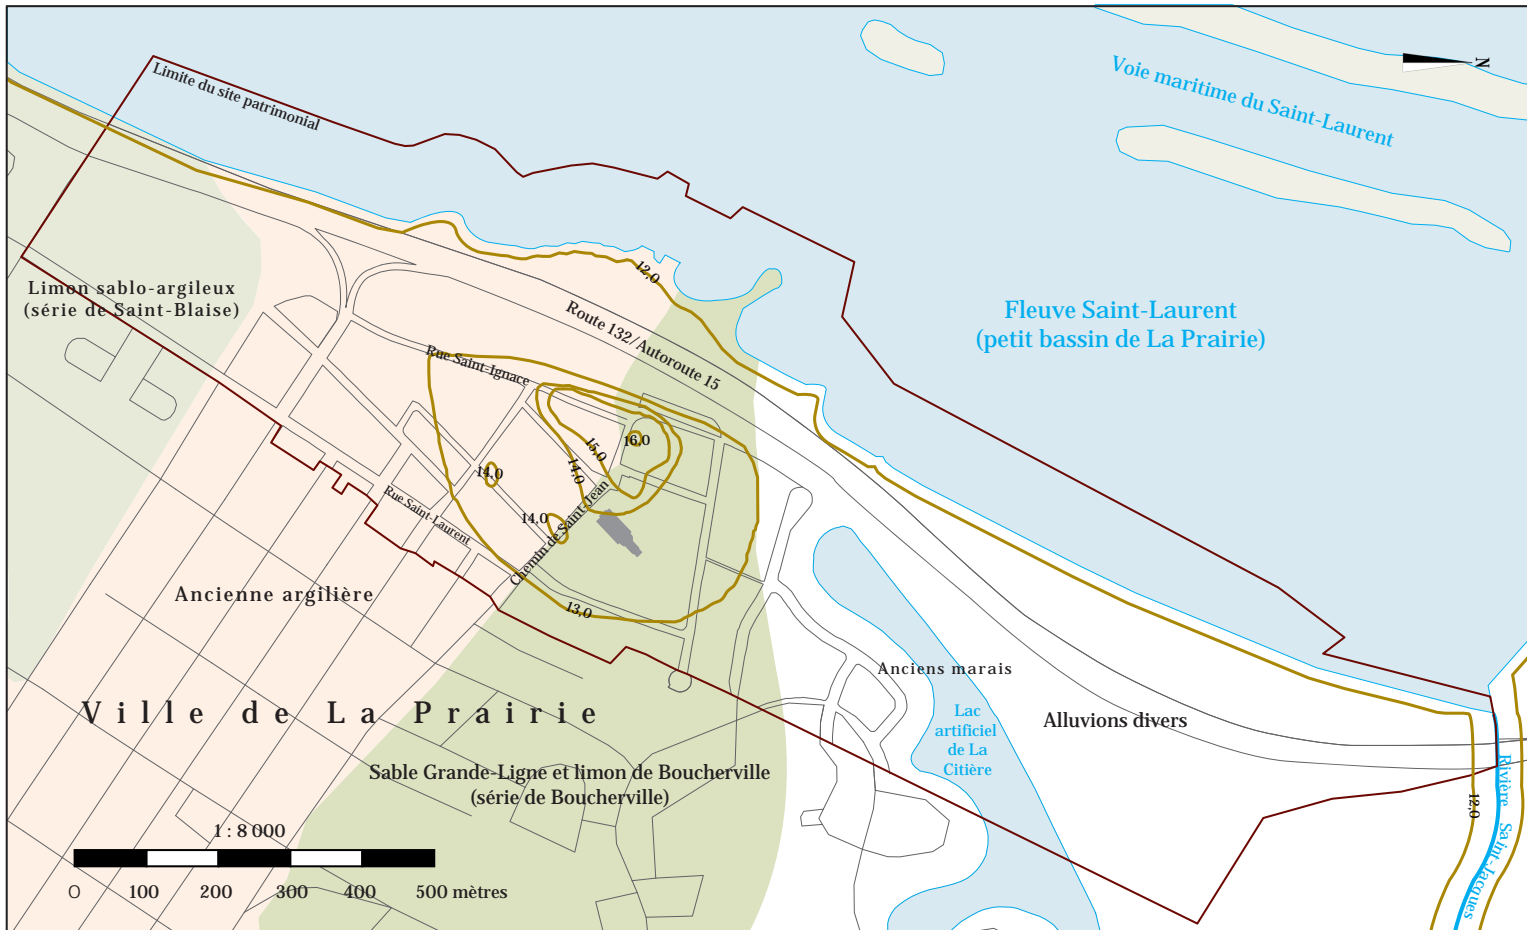 Limite du site patrimonial
Voie maritime du Saint-Laurent
N
Limon sablo-argileux
(série de Saint-Blaise)
12,0
Route 132/Autoroute 15
Fleuve Saint-Laurent
(petit bassin de La Prairie)
Rue Saint-Ignace
16,0
15,0
14,0
14,0
14,0
Rue Saint-Laurent
Chemin de Saint-Jean
13,0
Ancienne argilière
Anciens marais
Ville de La Prairie
Lac
artificiel
de La
Citière
Alluvions divers
Sable Grande-Ligne et limon de Boucherville
(série de Boucherville)
12,0
Rivière Saint-Jacques
1 : 8 000
0 100 200 300 400 500 mètres